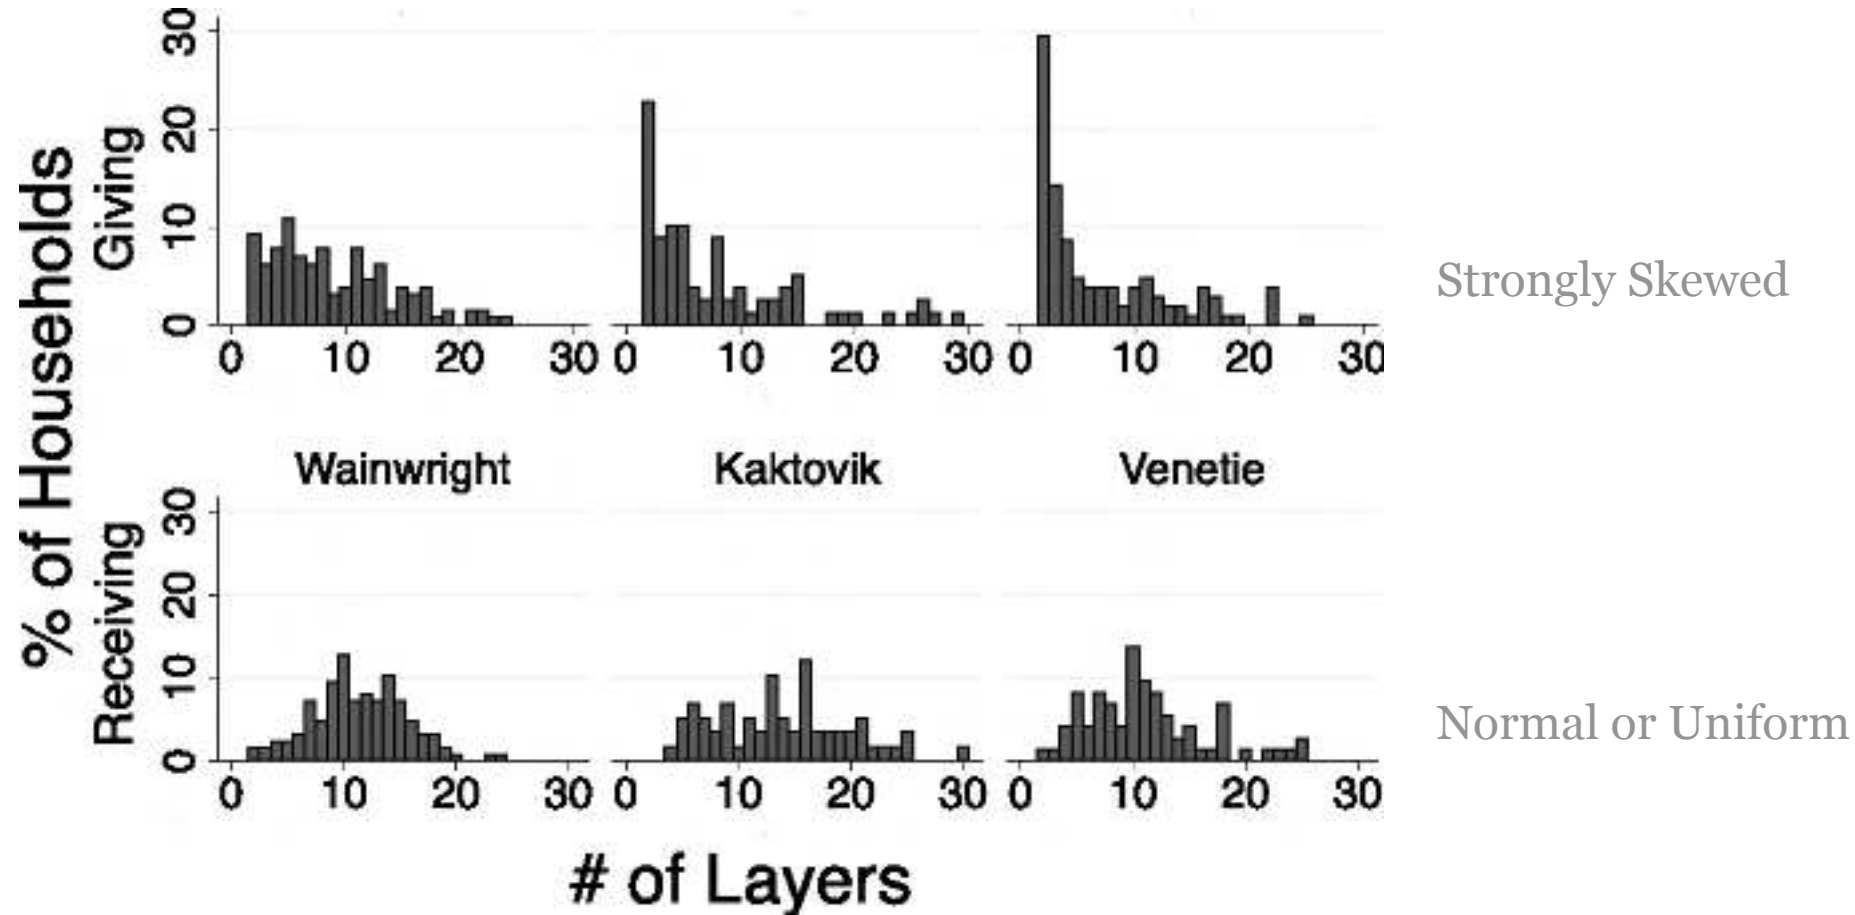 % of Households
Giving
30
20
10
0
0 10 20 30 0 10 20 30 0 10 20 30
Strongly Skewed
Wainwright Kaktovik Venetie
Receiving
30
20
10
0
0 10 20 30 0 10 20 30 0 10 20 30
Normal or Uniform
# of Layers